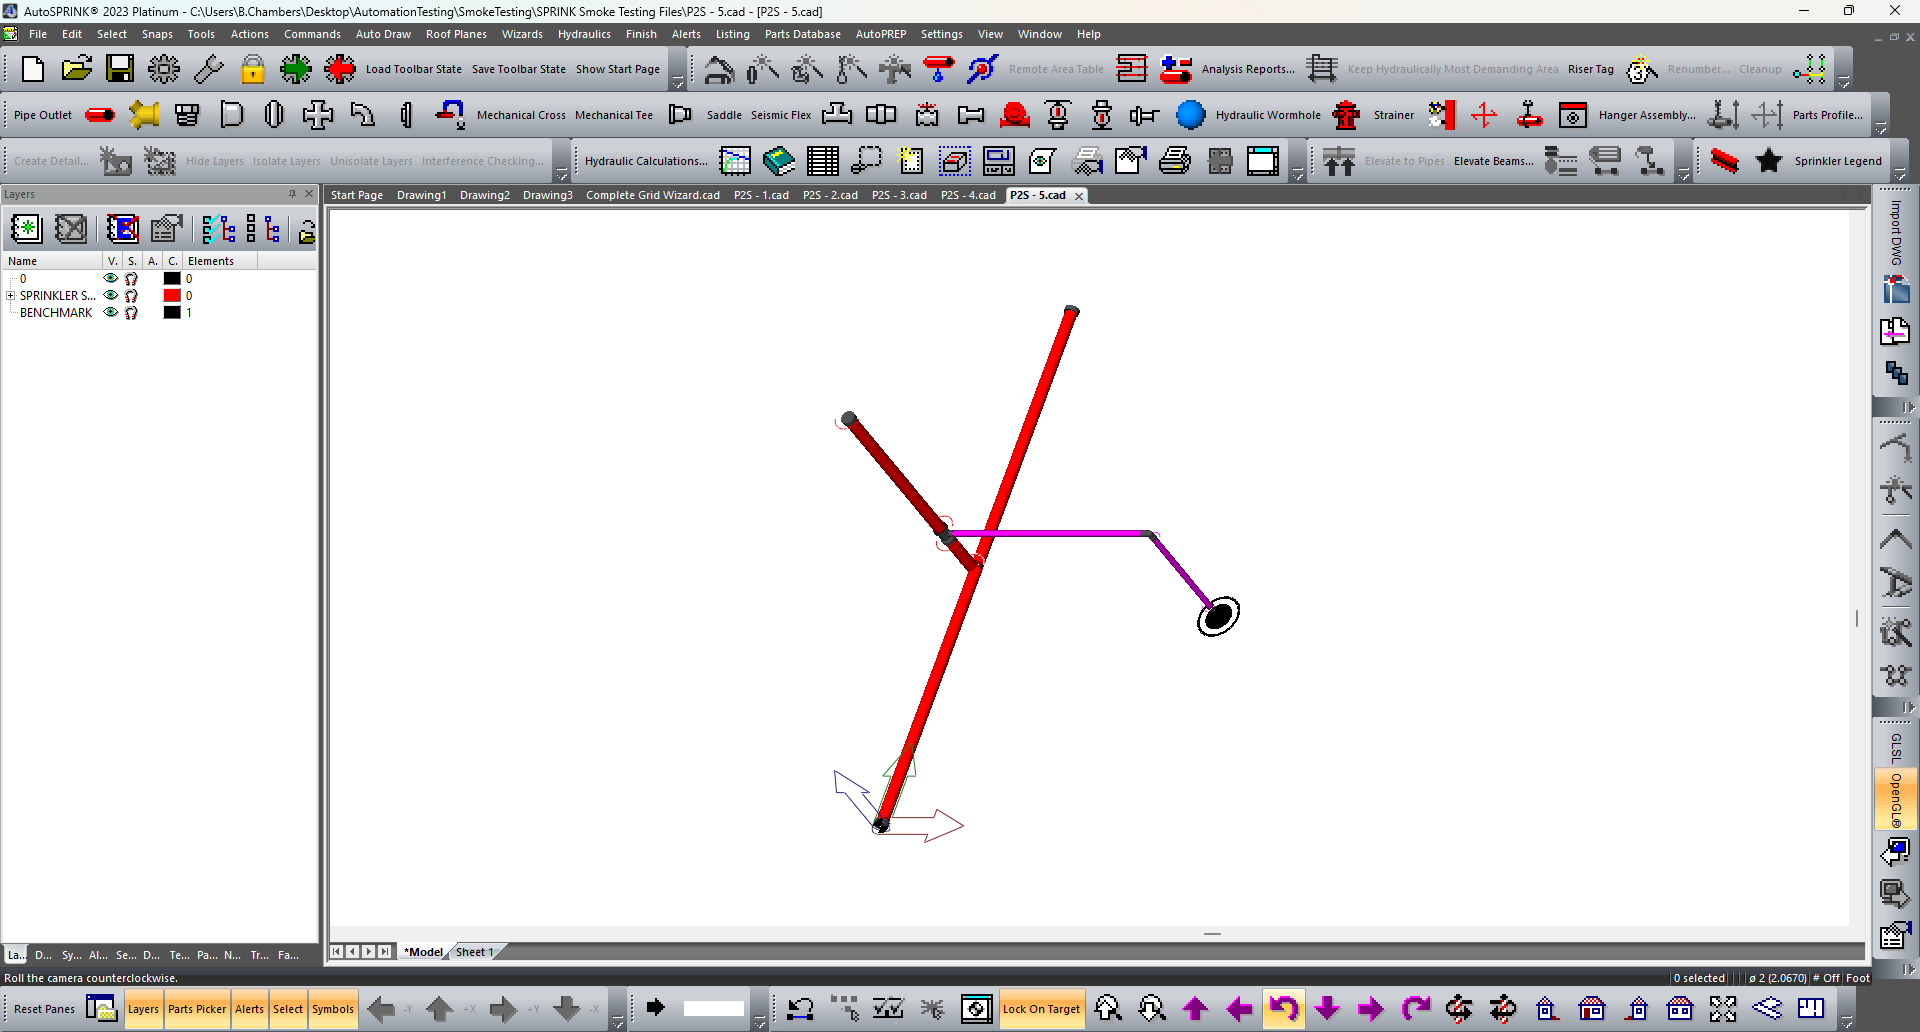 AutoSPRINK® 2023 Platinum - C:\Users\B.Chambers\Desktop\AutomationTesting\SmokeTesting\SPRINK Smoke Testing Files\P2S - 5.cad - [P2S - 5.cad]
File Edit Select Snaps Tools Actions Commands Auto Draw Roof Planes Wizards Hydraulics Finish Alerts Listing Parts Database AutoPREP Settings View Window Help
Load Toolbar State Save Toolbar State Show Start Page Remote Area Table Analysis Reports... Keep Hydraulically Most Demanding Area Riser Tag Renumber... Cleanup
Pipe Outlet Mechanical Cross Mechanical Tee Saddle Seismic Flex Hydraulic Wormhole Strainer Hanger Assembly... Parts Profile...
Create Detail... Hide Layers Isolate Layers Unisolate Layers Interference Checking... Hydraulic Calculations... Elevate to Pipes Elevate Beams... Sprinkler Legend
Layers
Start Page Drawing1 Drawing2 Drawing3 Complete Grid Wizard.cad P2S - 1.cad P2S - 2.cad P2S - 3.cad P2S - 4.cad P2S - 5.cad
Import DWG
Name V. S. A. C. Elements
0 0
SPRINKLER S... 0
BENCHMARK 1
GLSL
OpenGL®
La... D... Sy... Al... Se... D... Te... Pa... N... Tr... Fa...
*Model Sheet 1
Roll the camera counterclockwise.
0 selected ø 2 (2.0670) # Off Foot
Reset Panes Layers Parts Picker Alerts Select Symbols -Y +X +Y -X Lock On Target